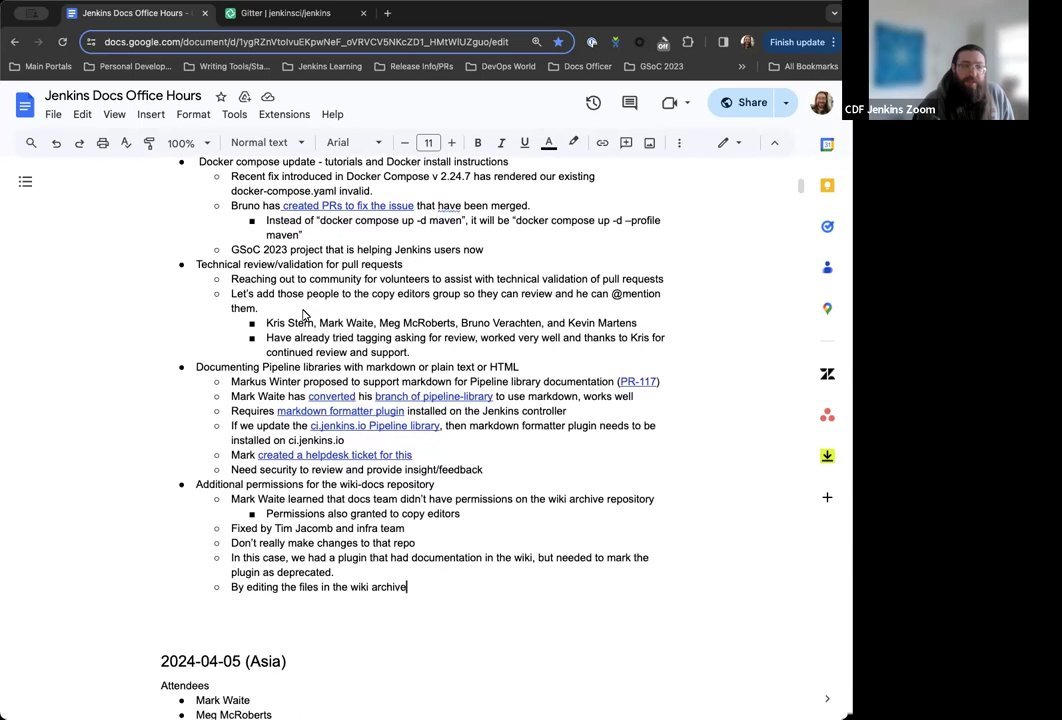 Jenkins Docs Office Hours -
Gitter | jenkinsci/jenkins
docs.google.com/document/d/1ygRZnVtoIvuEKpwNeF_oVRVCV5NKcZD1_HMtWlUZguo/edit
Off
Finish update
Main Portals
Personal Develop...
Writing Tools/Sta...
Jenkins Learning
Release Info/PRs
DevOps World
Docs Officer
GSoC 2023
»
All Bookmarks
CDF Jenkins Zoom
Jenkins Docs Office Hours
File Edit View Insert Format Tools Extensions Help
Share
100% Normal text Arial 11 B I U A
Docker compose update - tutorials and Docker install instructions
Recent fix introduced in Docker Compose v 2.24.7 has rendered our existing
docker-compose.yaml invalid.
Bruno has created PRs to fix the issue that have been merged.
Instead of “docker compose up -d maven”, it will be “docker compose up -d –profile
maven”
GSoC 2023 project that is helping Jenkins users now
Technical review/validation for pull requests
Reaching out to community for volunteers to assist with technical validation of pull requests
Let’s add those people to the copy editors group so they can review and he can @mention
them.
Kris Stern, Mark Waite, Meg McRoberts, Bruno Verachten, and Kevin Martens
Have already tried tagging asking for review, worked very well and thanks to Kris for
continued review and support.
Documenting Pipeline libraries with markdown or plain text or HTML
Markus Winter proposed to support markdown for Pipeline library documentation (PR-117)
Mark Waite has converted his branch of pipeline-library to use markdown, works well
Requires markdown formatter plugin installed on the Jenkins controller
If we update the ci.jenkins.io Pipeline library, then markdown formatter plugin needs to be
installed on ci.jenkins.io
Mark created a helpdesk ticket for this
Need security to review and provide insight/feedback
Additional permissions for the wiki-docs repository
Mark Waite learned that docs team didn’t have permissions on the wiki archive repository
Permissions also granted to copy editors
Fixed by Tim Jacomb and infra team
Don’t really make changes to that repo
In this case, we had a plugin that had documentation in the wiki, but needed to mark the
plugin as deprecated.
By editing the files in the wiki archive
2024-04-05 (Asia)
Attendees
Mark Waite
Meg McRoberts